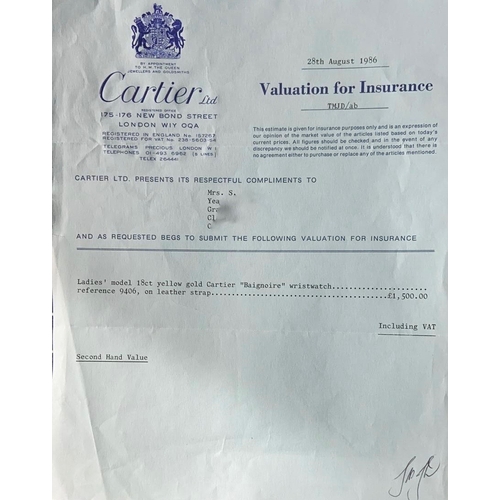 BY APPOINTMENT
TO H.M. THE QUEEN
JEWELLERS AND GOLDSMITHS
Cartier Ltd
REGISTERED OFFICE
175-176 NEW BOND STREET
LONDON W1Y 0QA
REGISTERED IN ENGLAND No. 157267
REGISTERED FOR VAT No. 238 5603 56
TELEGRAMS: PRECIOUS, LONDON W1
TELEPHONES: 01-493 6962 (8 LINES)
TELEX 264441
28th August 1986
Valuation for Insurance
TMJD/ab
This estimate is given for insurance purposes only and is an expression of
our opinion of the market value of the articles listed based on today's
current prices. All figures should be checked, and in the event of any
discrepancy we should be notified at once. It is understood that there is
no agreement either to purchase or replace any of the articles mentioned.
CARTIER LTD. PRESENTS ITS RESPECTFUL COMPLIMENTS TO
Mrs. S.
Yea
Gr
Cl
C
AND AS REQUESTED BEGS TO SUBMIT THE FOLLOWING VALUATION FOR INSURANCE
Ladies' model 18ct yellow gold Cartier "Baignoire" wristwatch.....................
reference 9406, on leather strap..........................................£1,500.00
Including VAT
Second Hand Value